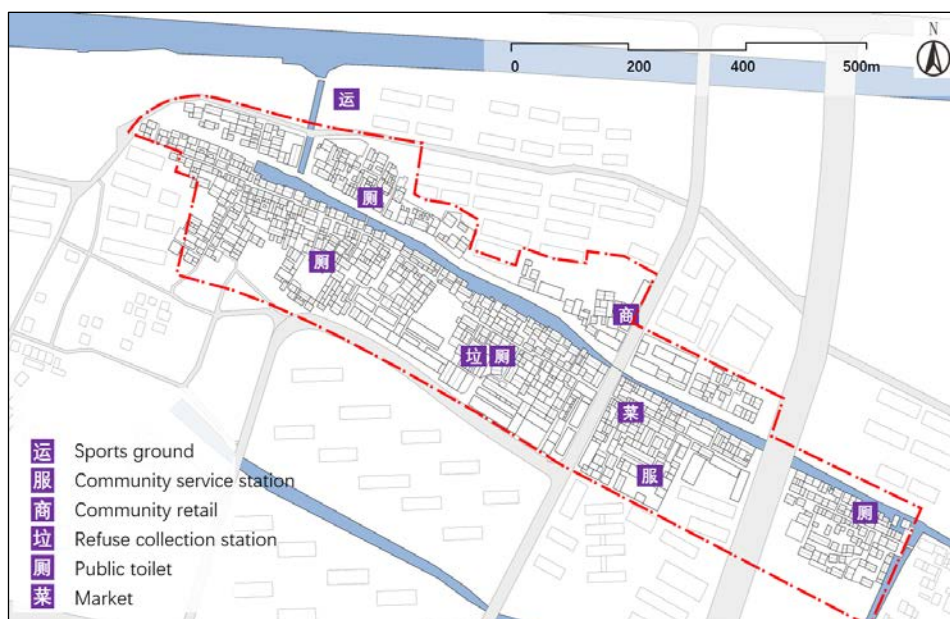 N
0 200 400 500m
运
厕
厕
商
垃 厕
菜
服
厕
运 Sports ground
服 Community service station
商 Community retail
垃 Refuse collection station
厕 Public toilet
菜 Market